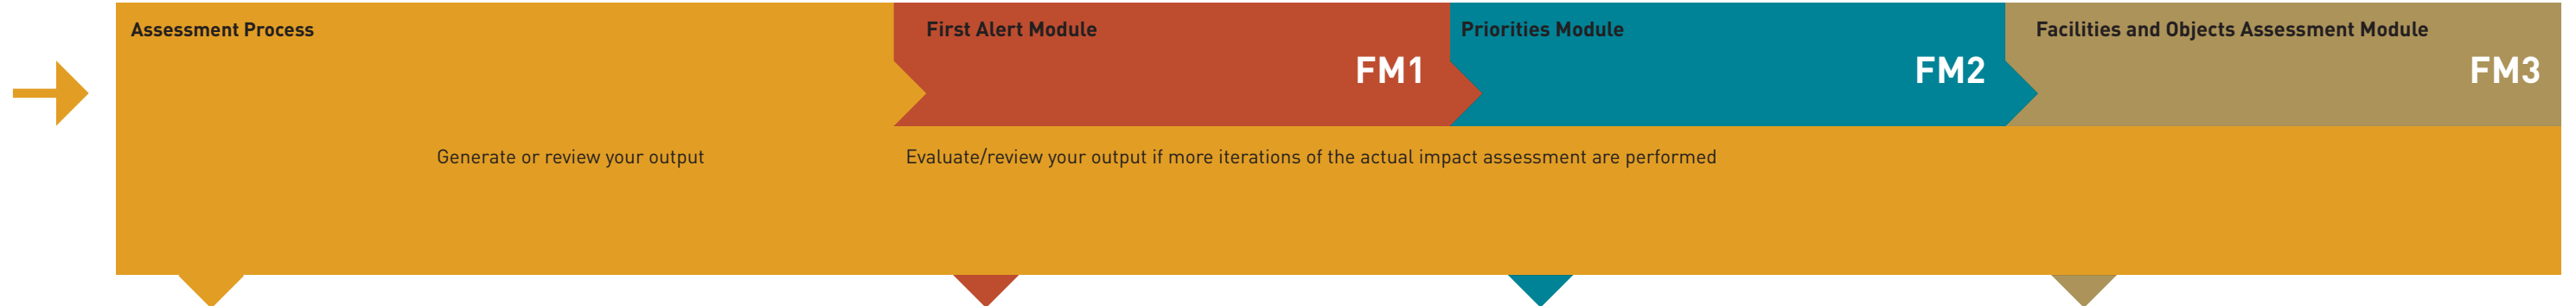 Assessment Process
First Alert Module
FM1
Priorities Module
FM2
Facilities and Objects Assessment Module
FM3
Generate or review your output
Evaluate/review your output if more iterations of the actual impact assessment are performed